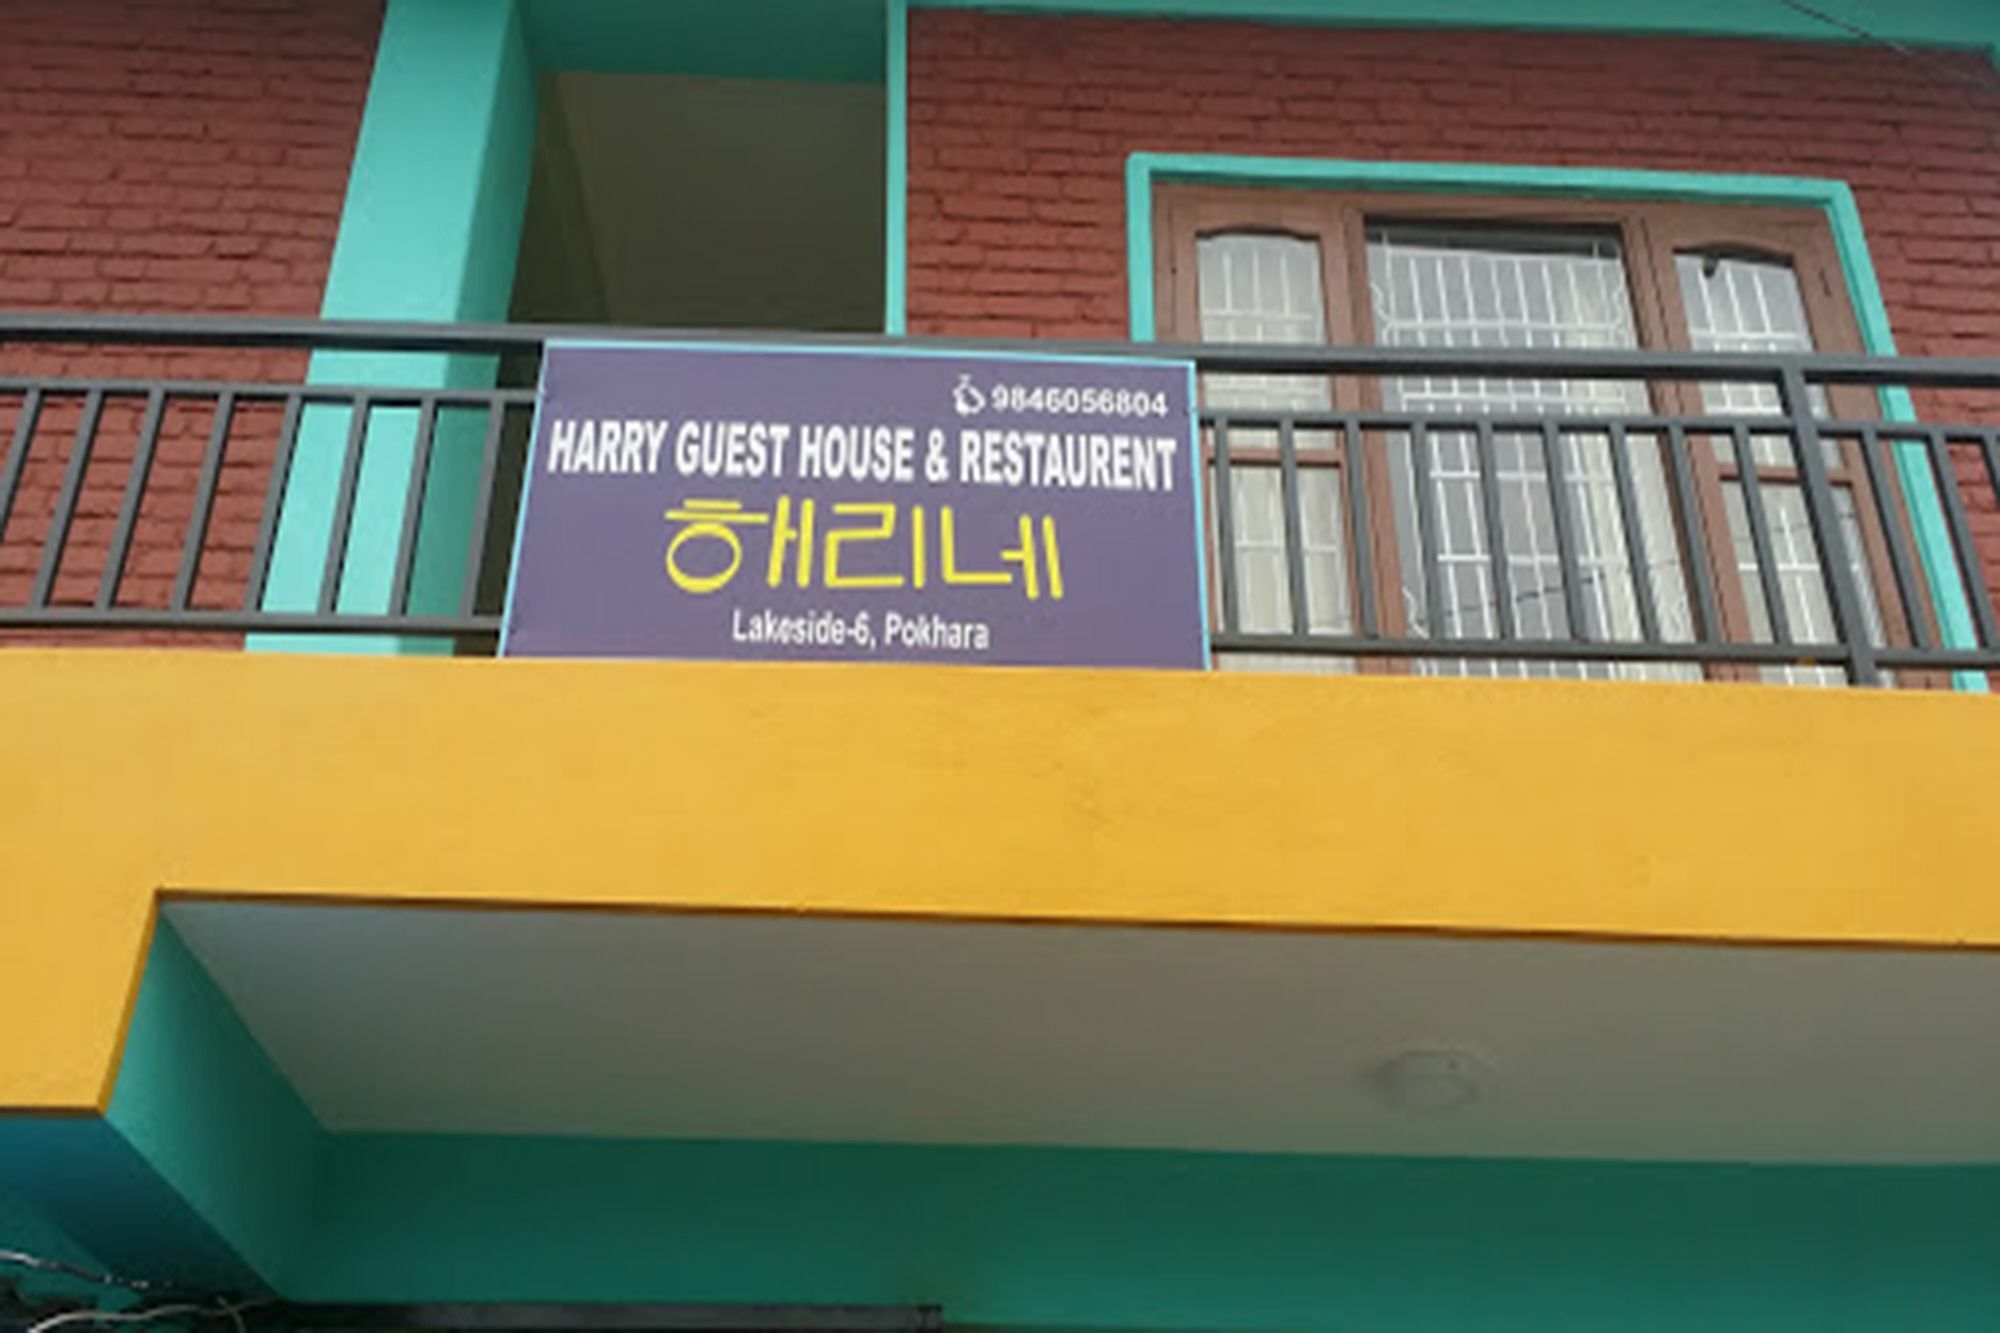 9846056804
HARRY GUEST HOUSE & RESTAURENT
해리네
Lakeside-6, Pokhara